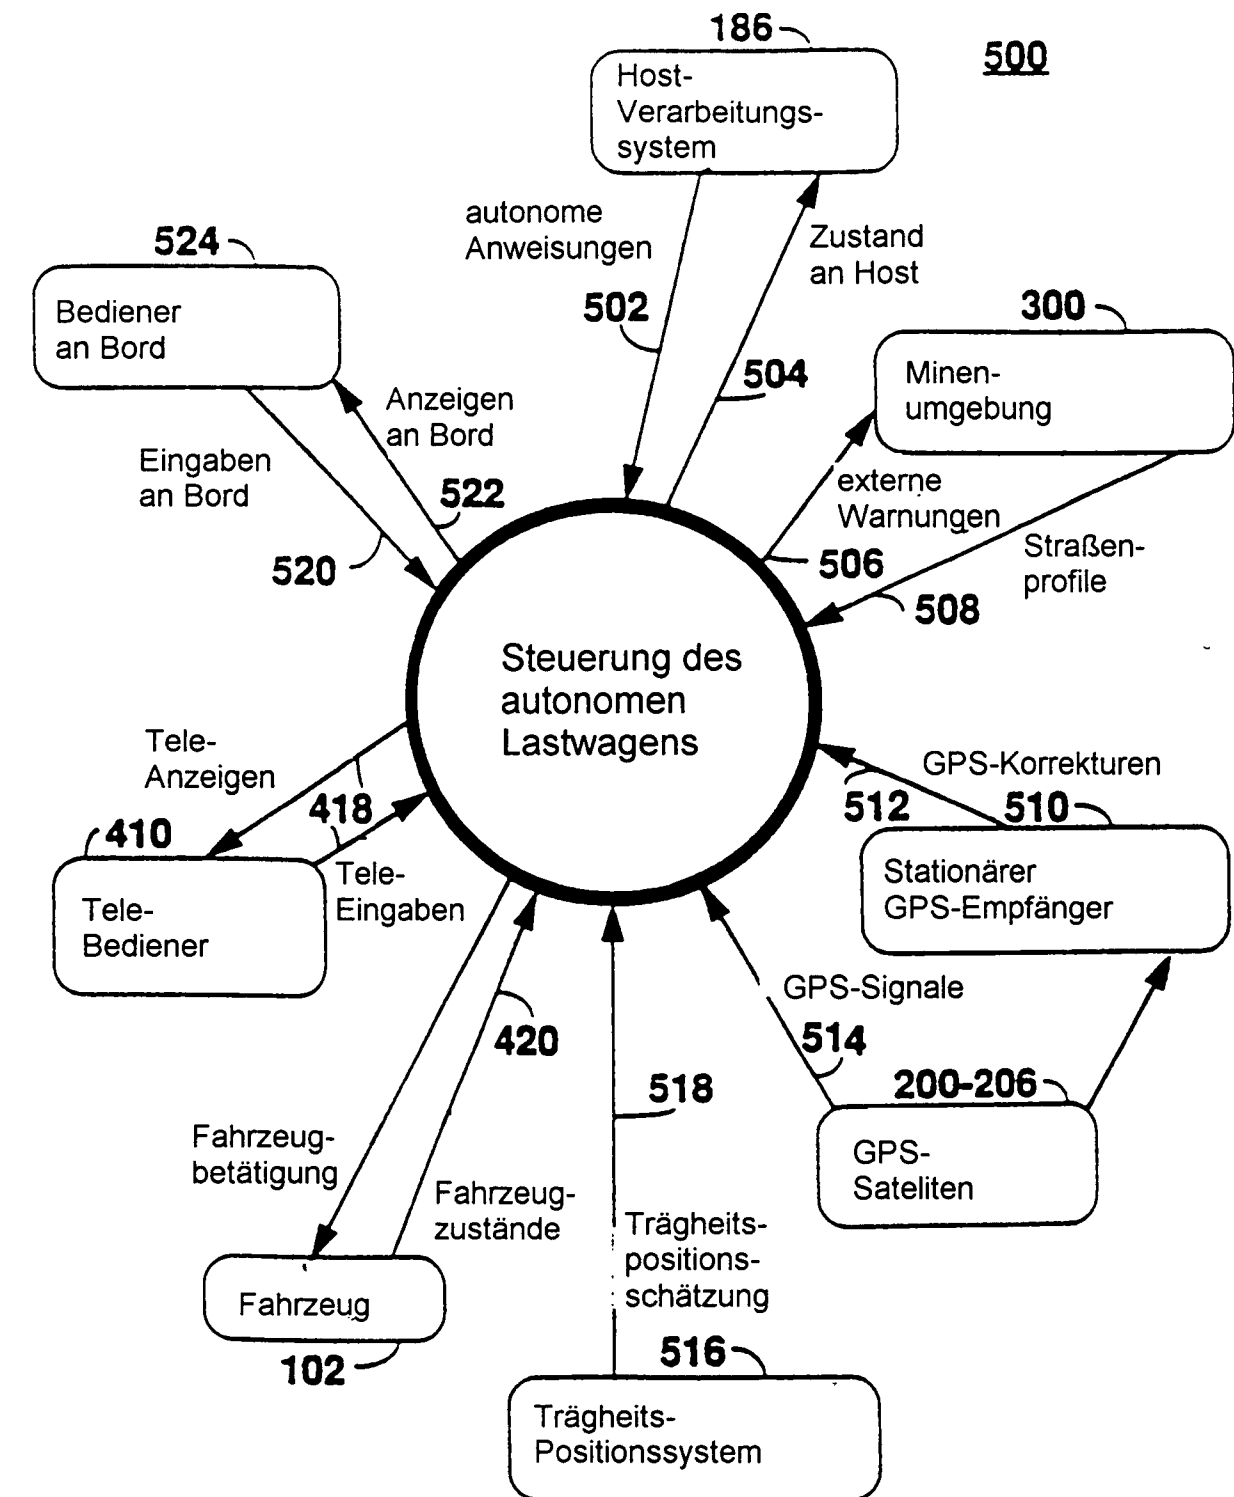 186
500
Host-
Verarbeitungs-
system
autonome
Anweisungen
Zustand
an Host
524
Bediener
an Bord
502
504
300
Minen-
umgebung
Anzeigen
an Bord
Eingaben
an Bord
522
520
externe
Warnungen
506
Straßen-
profile
508
Steuerung des
autonomen
Lastwagens
Tele-
Anzeigen
418
410
Tele-
Bediener
Tele-
Eingaben
GPS-Korrekturen
512
510
Stationärer
GPS-Empfänger
GPS-Signale
514
420
518
200-206
GPS-
Sateliten
Fahrzeug-
betätigung
Fahrzeug-
zustände
Trägheits-
positions-
schätzung
Fahrzeug
102
516
Trägheits-
Positionssystem